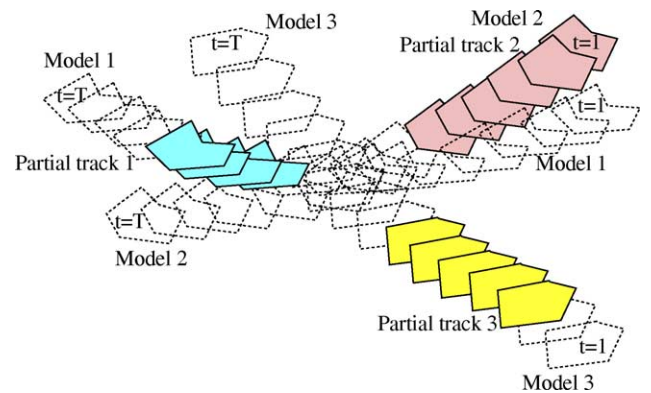 Model 3
Model 2
t=T
Partial track 2
t=1
Model 1
t=T
t=1
Partial track 1
Model 1
t=T
Model 2
Partial track 3
t=1
Model 3